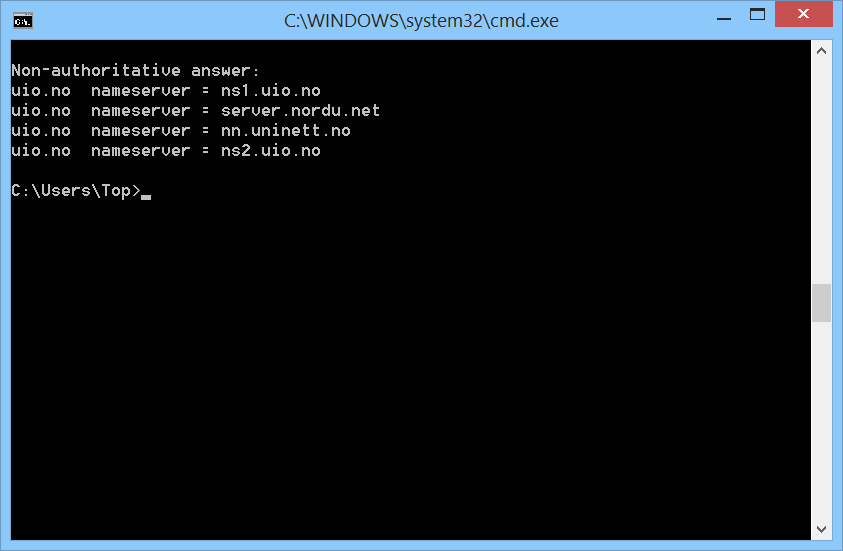 C:\WINDOWS\system32\cmd.exe
Non-authoritative answer:
uio.no  nameserver = ns1.uio.no
uio.no  nameserver = server.nordu.net
uio.no  nameserver = nn.uninett.no
uio.no  nameserver = ns2.uio.no
C:\Users\Top>_